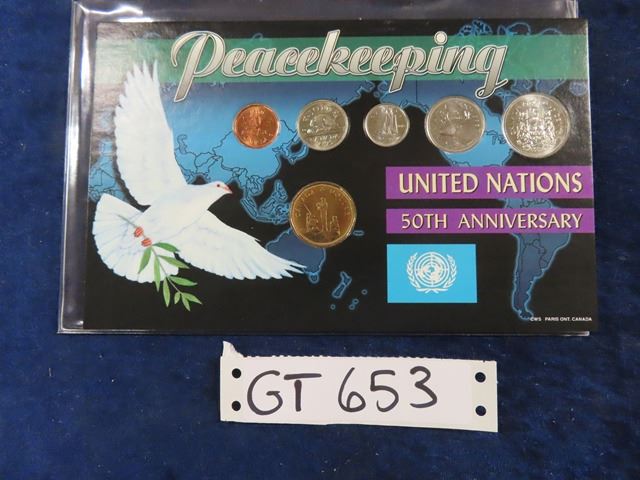 Peacekeeping
UNITED NATIONS
50TH ANNIVERSARY
CWS PARIS ONT. CANADA
GT 653